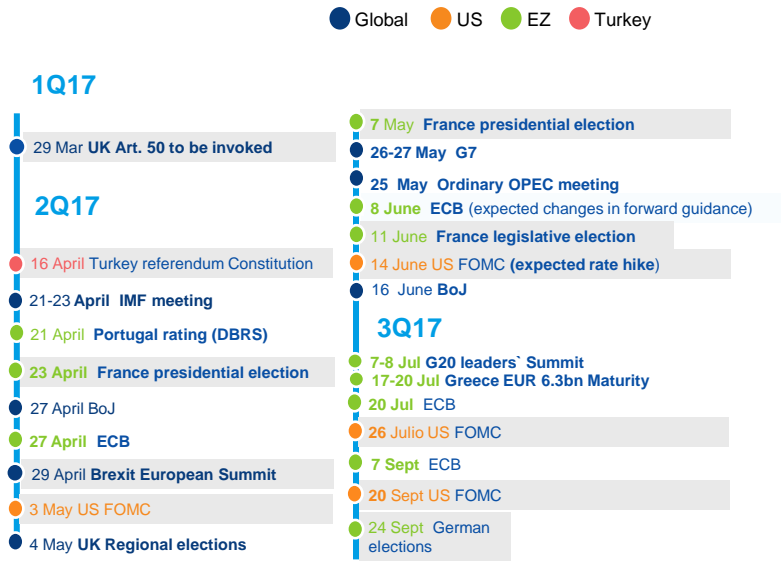 Global US EZ Turkey
1Q17
29 Mar UK Art. 50 to be invoked
2Q17
16 April Turkey referendum Constitution
21-23 April IMF meeting
21 April Portugal rating (DBRS)
23 April France presidential election
27 April BoJ
27 April ECB
29 April Brexit European Summit
3 May US FOMC
4 May UK Regional elections
7 May France presidential election
26-27 May G7
25 May Ordinary OPEC meeting
8 June ECB (expected changes in forward guidance)
11 June France legislative election
14 June US FOMC (expected rate hike)
16 June BoJ
3Q17
7-8 Jul G20 leaders` Summit
17-20 Jul Greece EUR 6.3bn Maturity
20 Jul ECB
26 Julio US FOMC
7 Sept ECB
20 Sept US FOMC
24 Sept German
elections